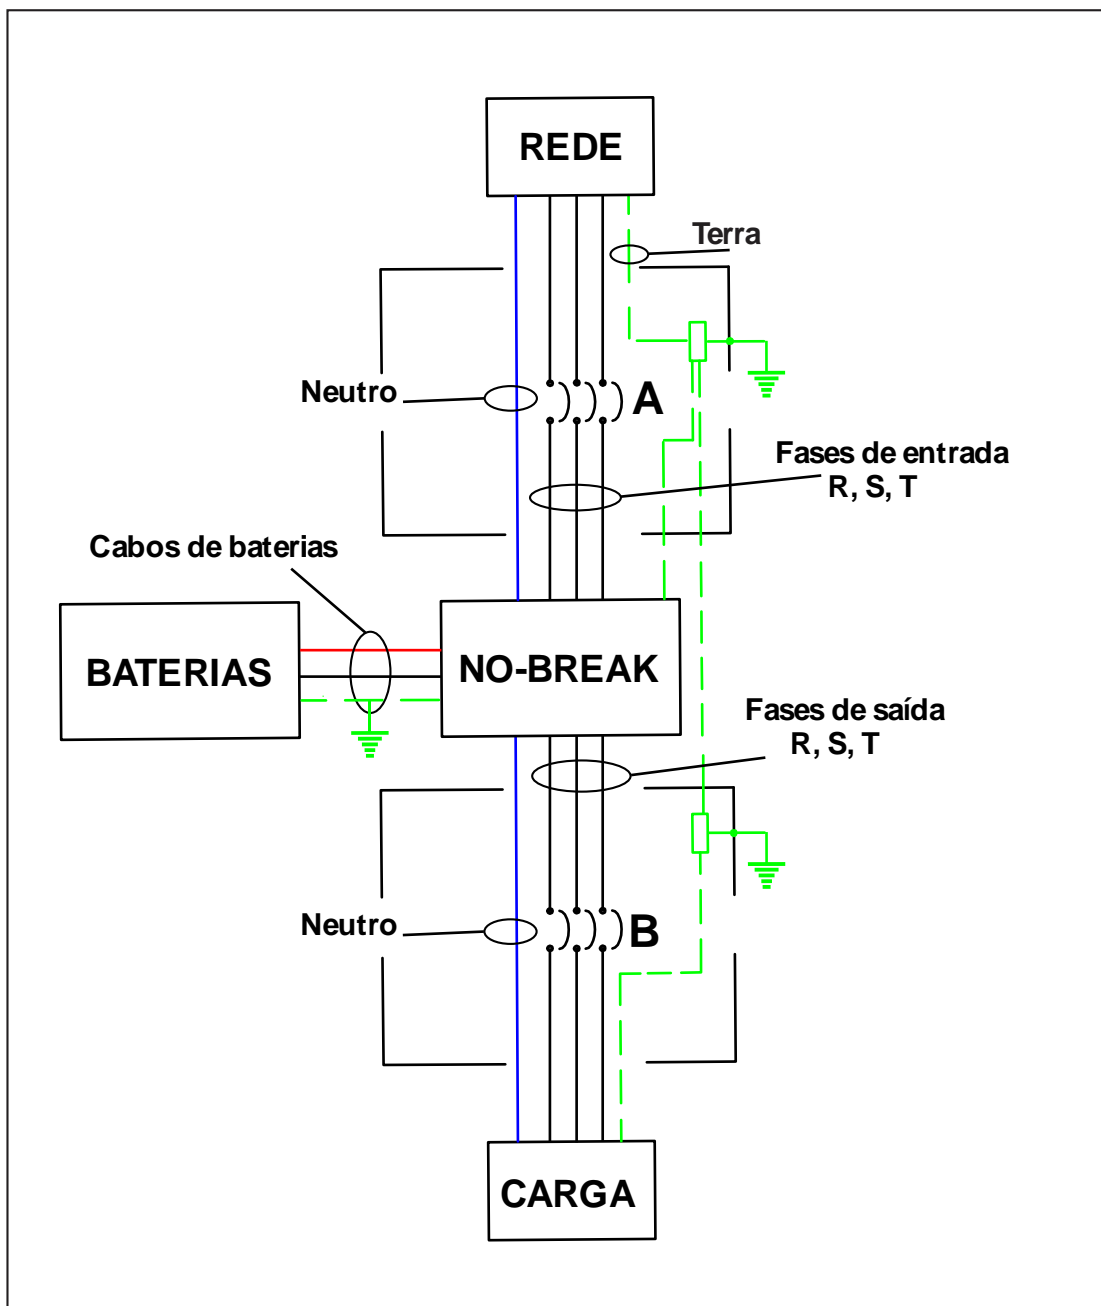 REDE
Terra
Neutro
A
Fases de entrada
R, S, T
Cabos de baterias
BATERIAS
NO-BREAK
Fases de saída
R, S, T
Neutro
B
CARGA